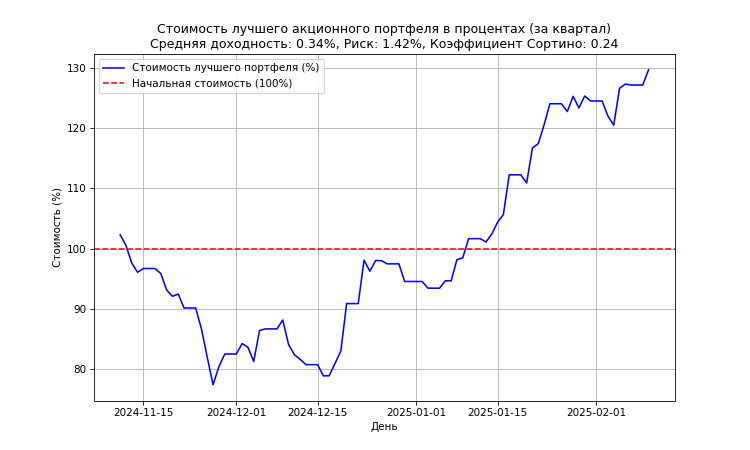 Стоимость лучшего акционного портфеля в процентах (за квартал)
Средняя доходность: 0.34%, Риск: 1.42%, Коэффициент Сортино: 0.24
Стоимость лучшего портфеля (%)
Начальная стоимость (100%)
Стоимость (%)
130
120
110
100
90
80
2024-11-15 2024-12-01 2024-12-15 2025-01-01 2025-01-15 2025-02-01
День